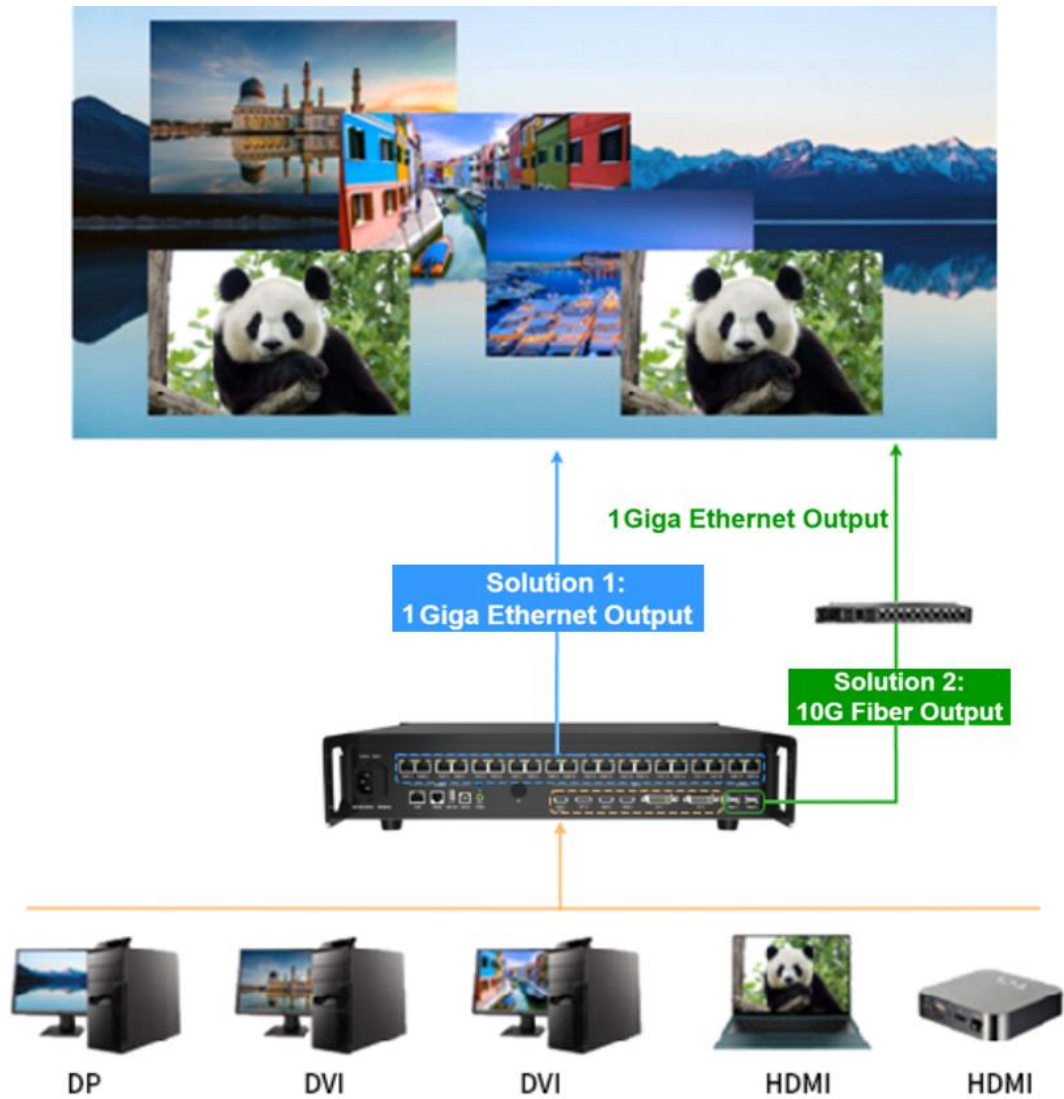 1Giga Ethernet Output
Solution 1:
1Giga Ethernet Output
Solution 2:
10G Fiber Output
DP
DVI
DVI
HDMI
HDMI